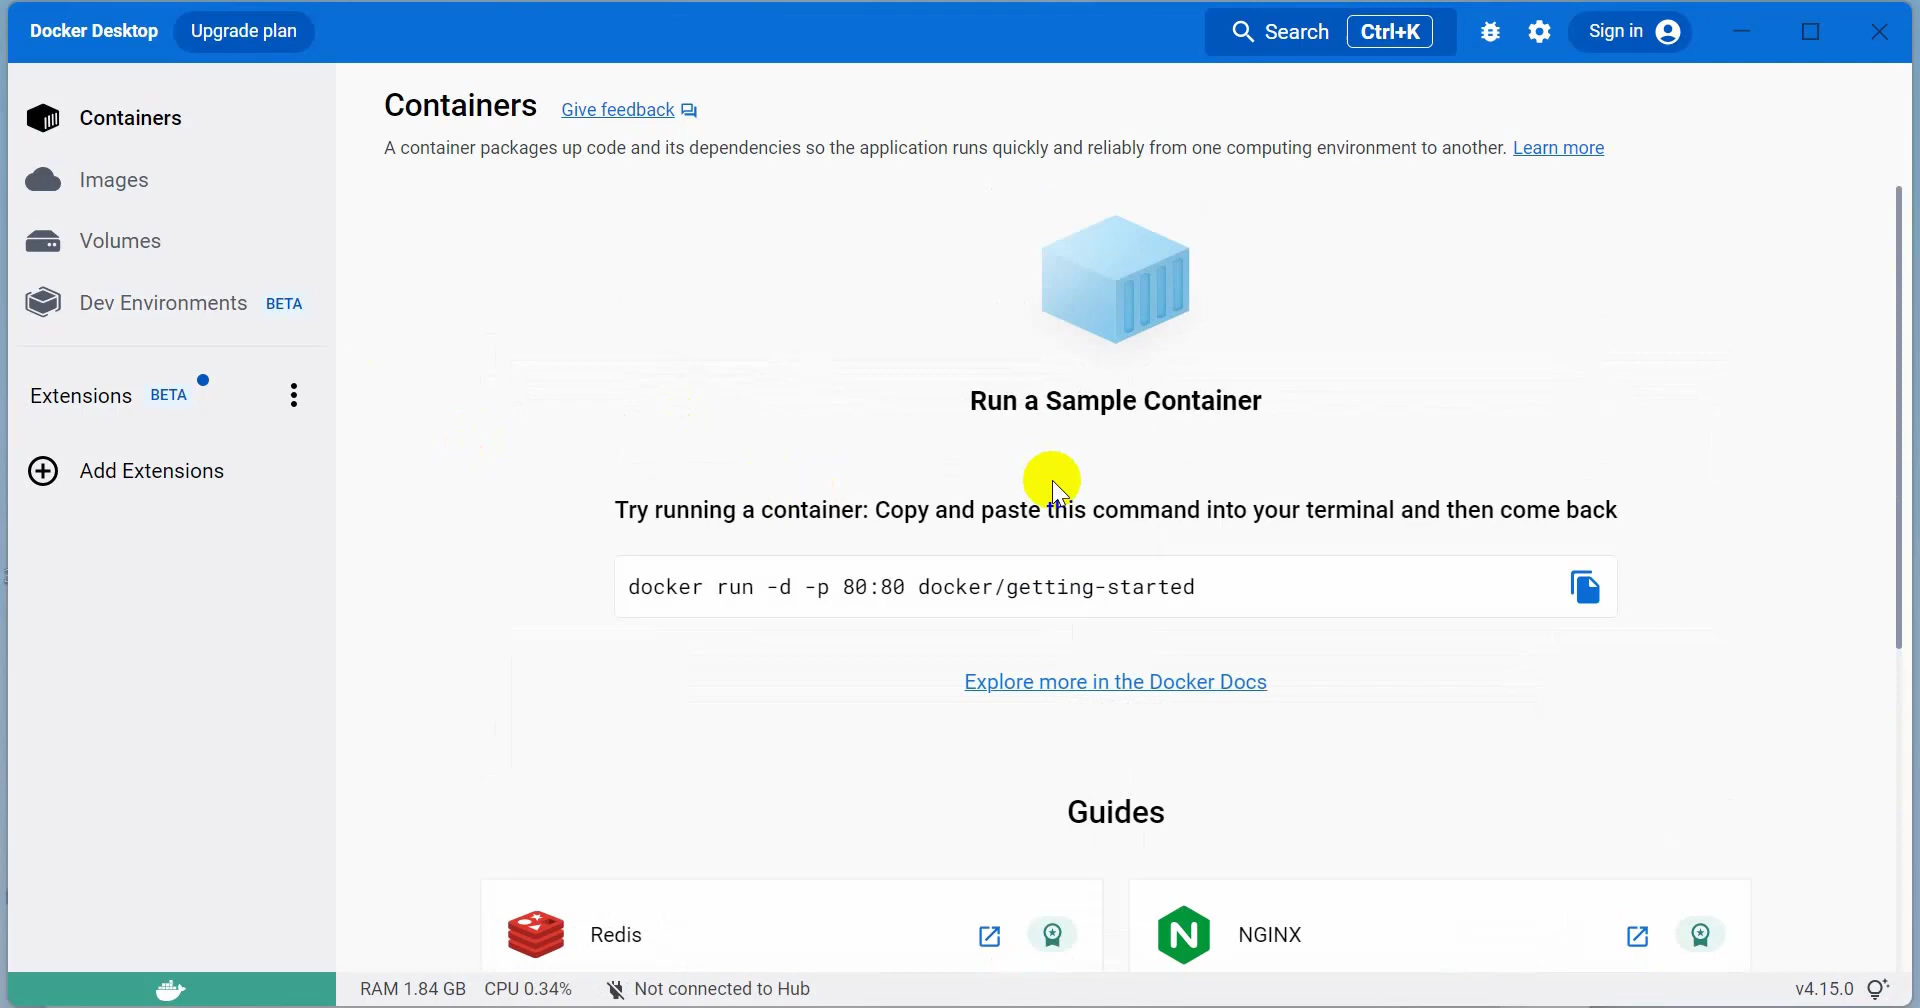 Docker Desktop Upgrade plan Search Ctrl+K Sign in
Containers
Images
Volumes
Dev Environments BETA
Extensions BETA
Add Extensions
Containers Give feedback
A container packages up code and its dependencies so the application runs quickly and reliably from one computing environment to another. Learn more
Run a Sample Container
Try running a container: Copy and paste this command into your terminal and then come back
docker run -d -p 80:80 docker/getting-started
Explore more in the Docker Docs
Guides
Redis
N NGINX
RAM 1.84 GB CPU 0.34% Not connected to Hub v4.15.0